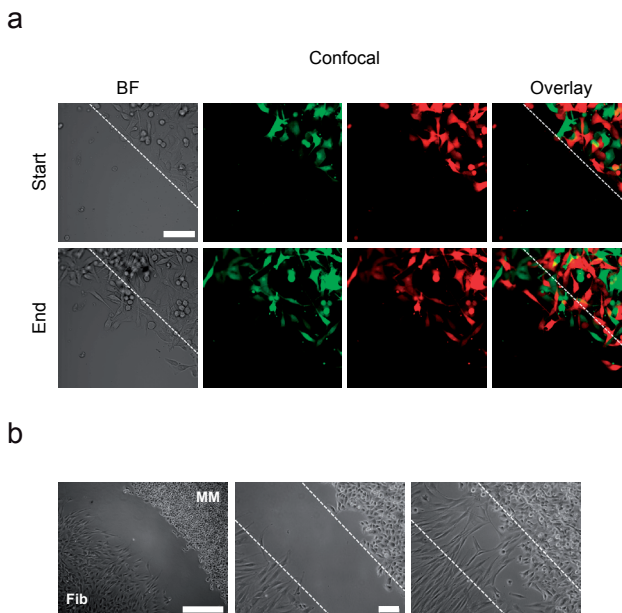 a
Confocal
BF
Overlay
Start
End
b
MM
Fib